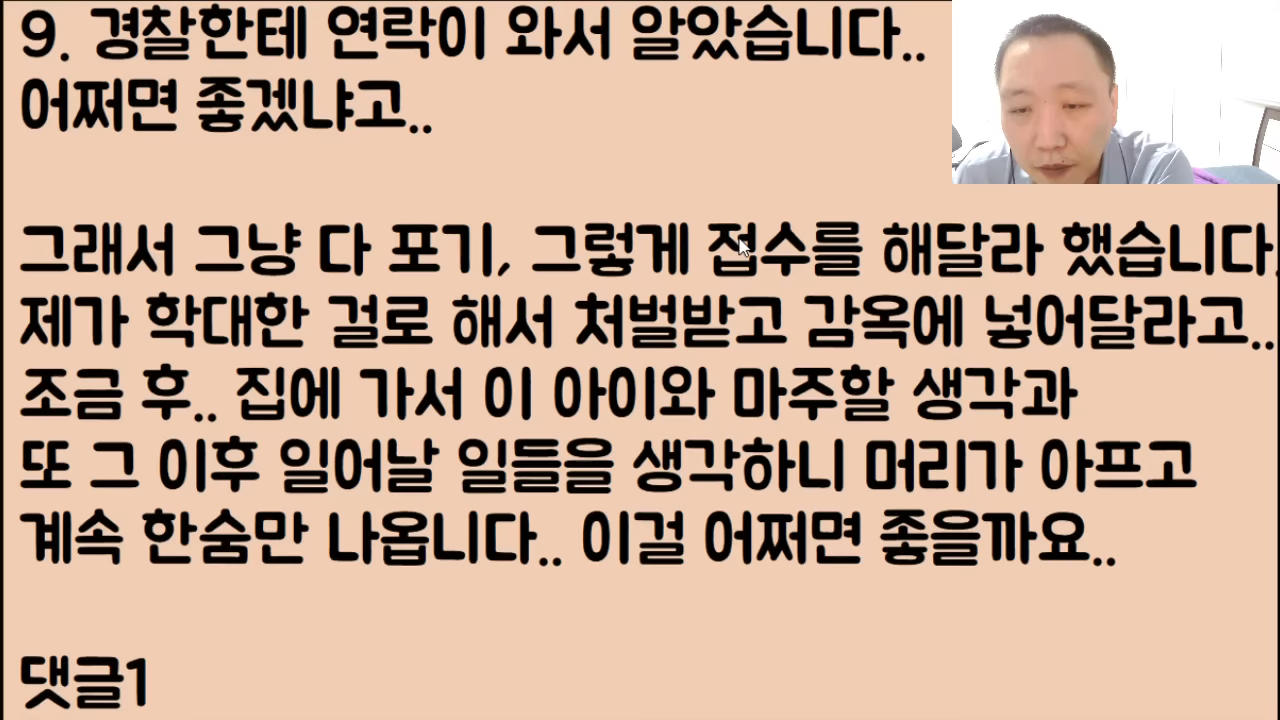 9. 경찰한테 연락이 와서 알았습니다..
어쩌면 좋겠냐고..
그래서 그냥 다 포기, 그렇게 접수를 해달라 했습니다.
제가 학대한 걸로 해서 처벌받고 감옥에 넣어달라고..
조금 후.. 집에 가서 이 아이와 마주할 생각과
또 그 이후 일어날 일들을 생각하니 머리가 아프고
계속 한숨만 나옵니다.. 이걸 어쩌면 좋을까요..
댓글1